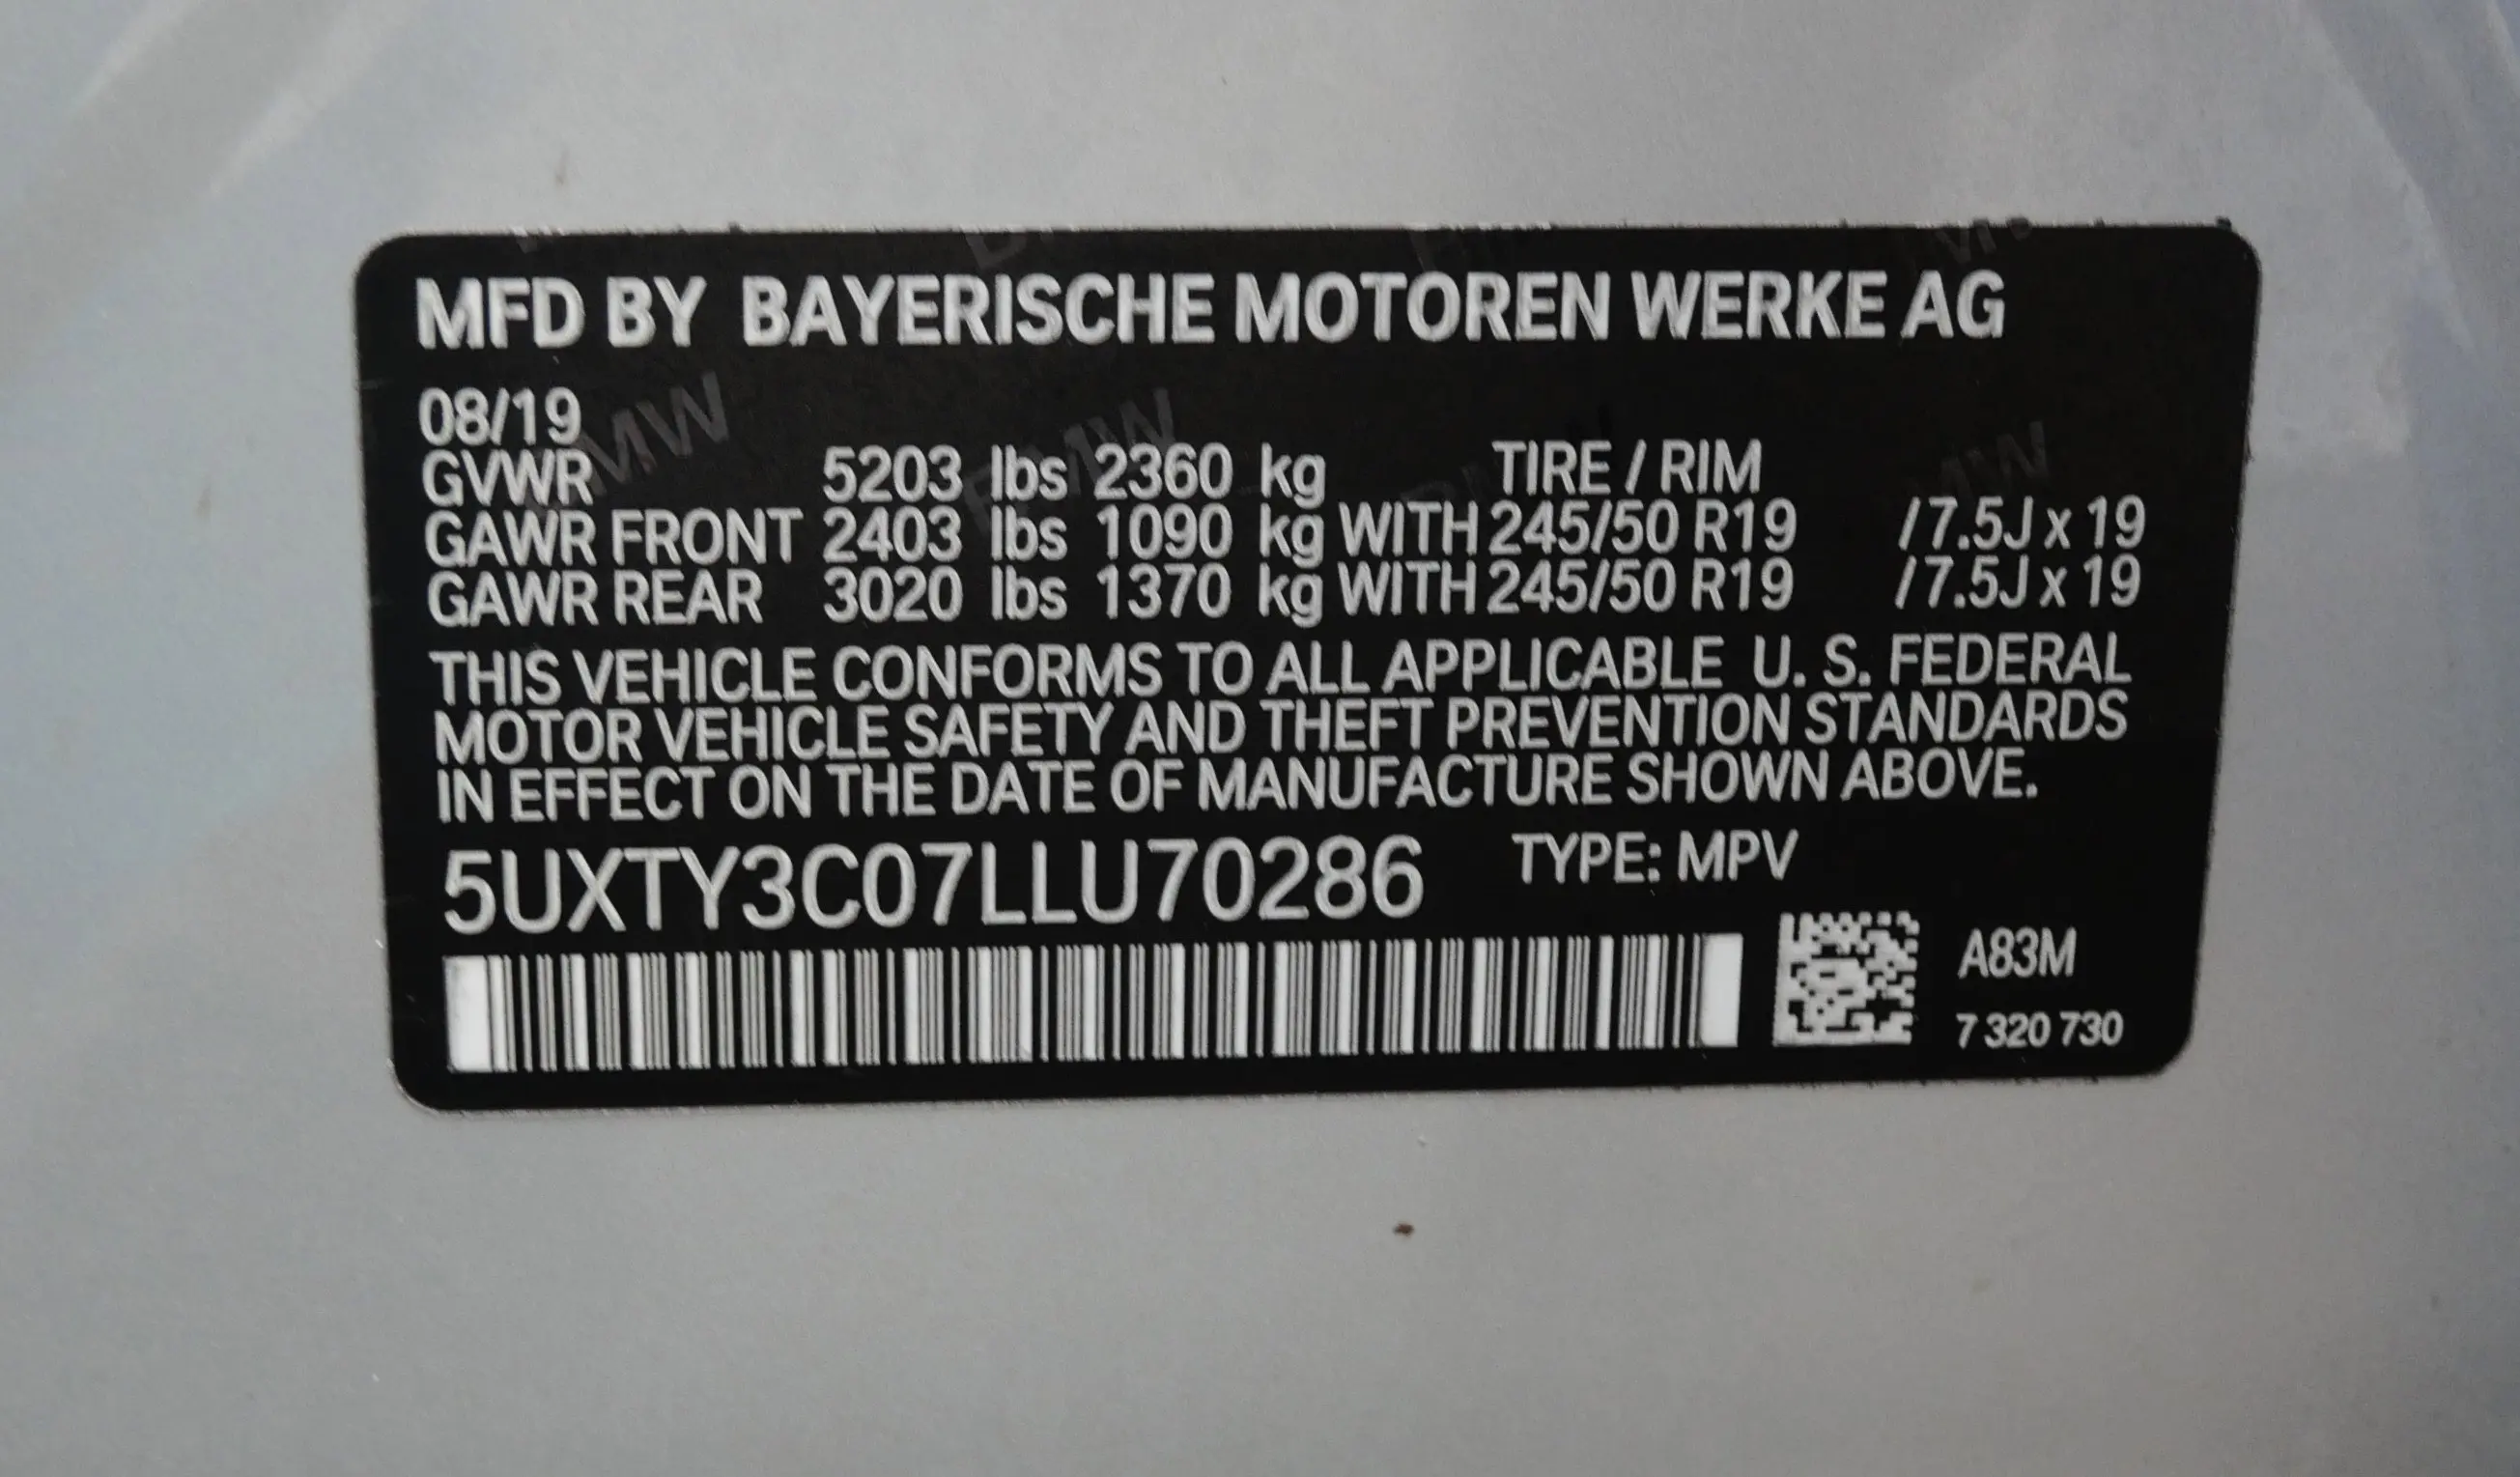 MFD BY BAYERISCHE MOTOREN WERKE AG
08/19
GVWR 5203 lbs 2360 kg TIRE / RIM
GAWR FRONT 2403 lbs 1090 kg WITH 245/50 R19 / 7.5J x 19
GAWR REAR 3020 lbs 1370 kg WITH 245/50 R19 / 7.5J x 19
THIS VEHICLE CONFORMS TO ALL APPLICABLE U. S. FEDERAL
MOTOR VEHICLE SAFETY AND THEFT PREVENTION STANDARDS
IN EFFECT ON THE DATE OF MANUFACTURE SHOWN ABOVE.
5UXTY3C07LLU70286 TYPE: MPV
A83M
7 320 730